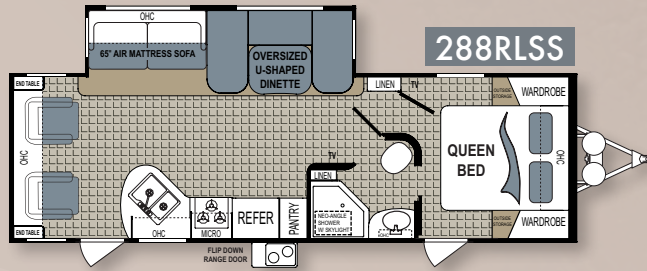 288RLSS
OHC
65" AIR MATTRESS SOFA
OVERSIZED
U-SHAPED
DINETTE
END TABLE
LINEN
TV
OUTSIDE
STORAGE
WARDROBE
OHC
QUEEN
BED
OHC
TV
LINEN
NEO-ANGLE
SHOWER
W/ SKYLIGHT
OHC
PANTRY
REFER
MICRO
OHC
END TABLE
OUTSIDE
STORAGE
WARDROBE
FLIP DOWN
RANGE DOOR